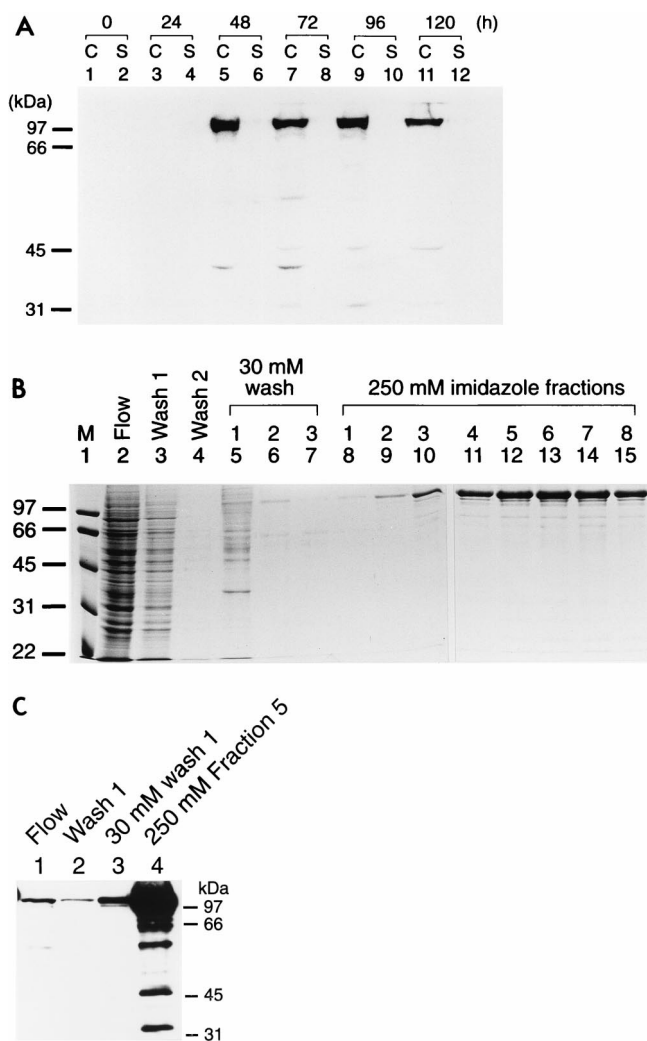 A
0 24 48 72 96 120 (h)
C S C S C S C S C S C S
1 2 3 4 5 6 7 8 9 10 11 12
(kDa)
97
66
45
31
B
30 mM
wash
250 mM imidazole fractions
M Flow Wash 1 Wash 2 1 2 3 1 2 3 4 5 6 7 8
1 2 3 4 5 6 7 8 9 10 11 12 13 14 15
97
66
45
31
22
C
Flow
Wash 1
30 mM wash 1
250 mM Fraction 5
1 2 3 4
kDa
97
66
45
31